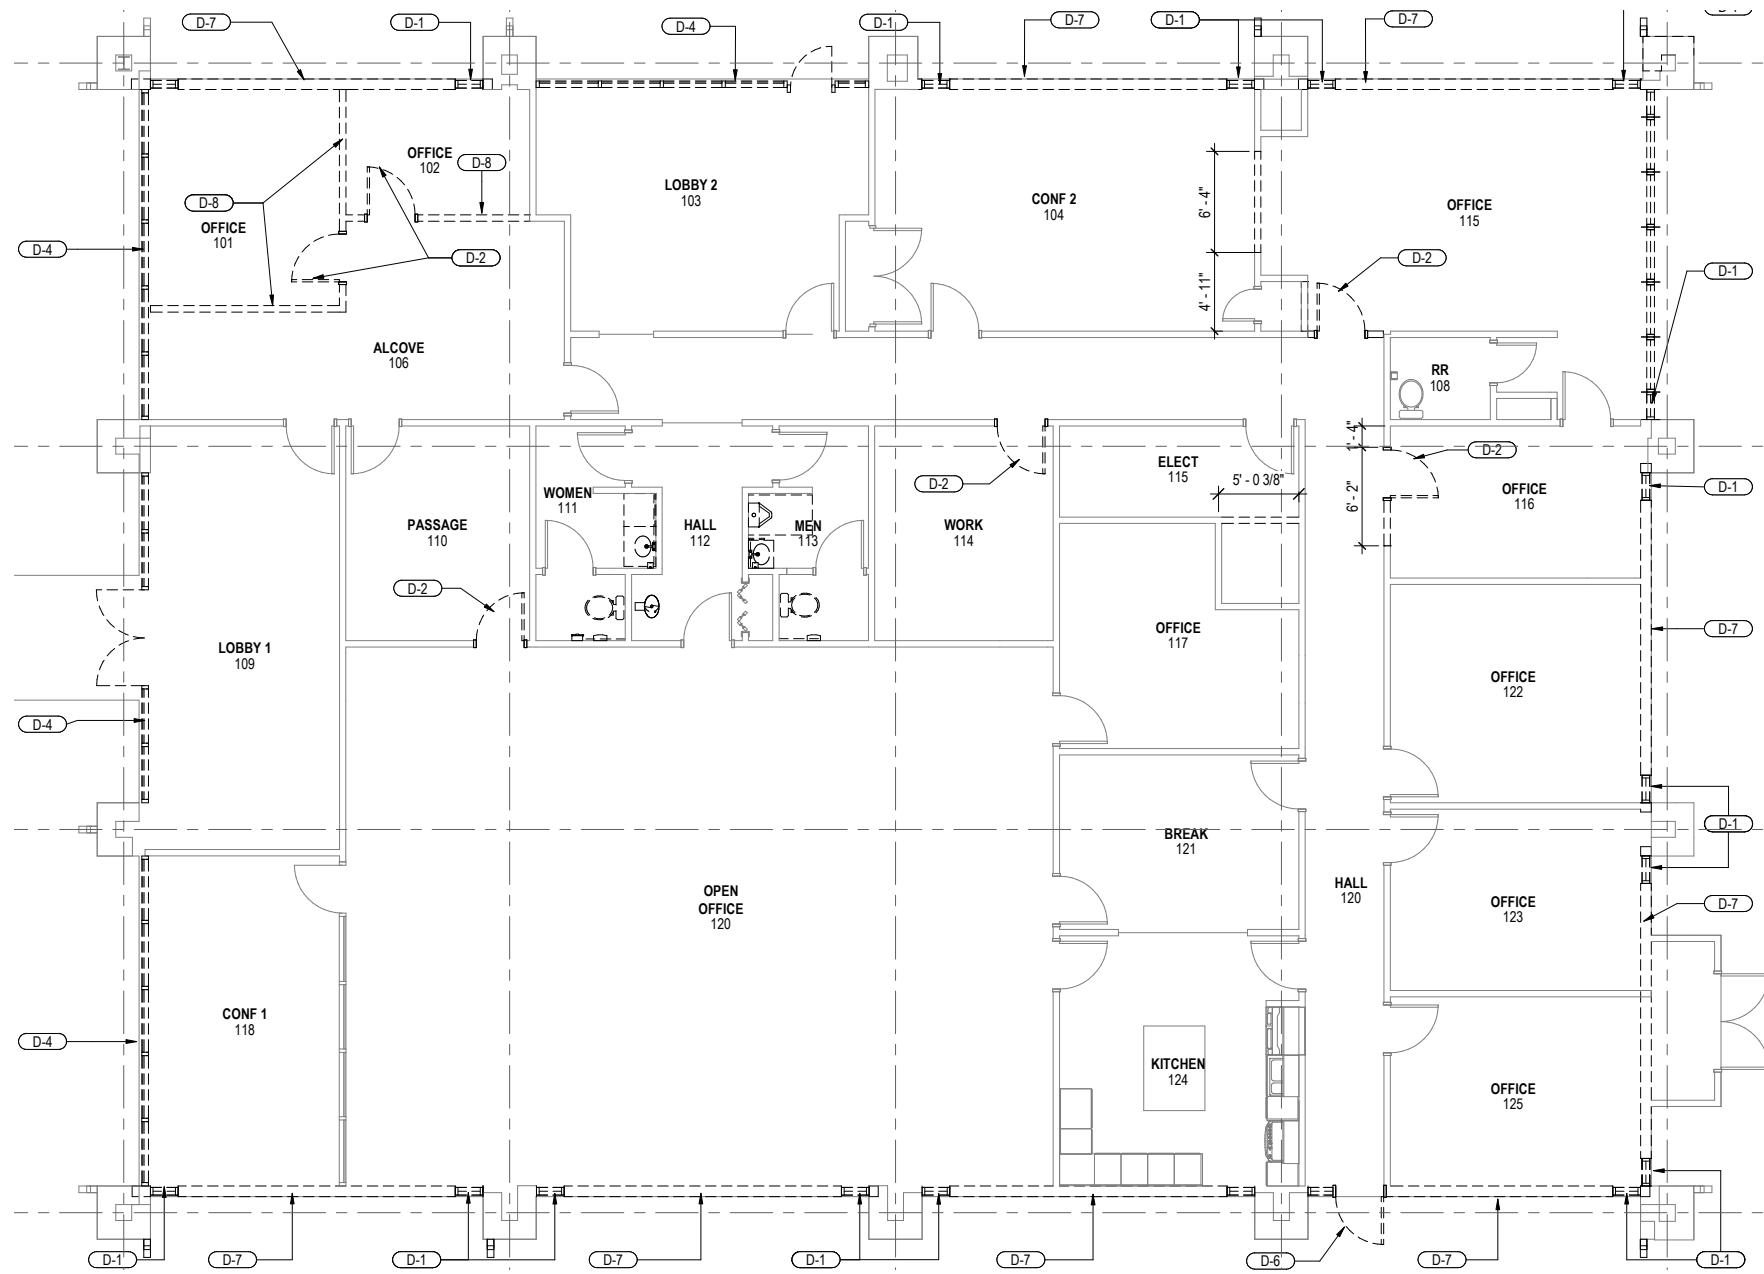 D-7
D-1
D-4
D-1
D-7
D-1
D-7
OFFICE
102
D-8
LOBBY 2
103
CONF 2
104
6' - 4"
OFFICE
115
D-8
OFFICE
101
D-4
D-2
D-2
D-1
4' - 11"
ALCOVE
106
RR
108
1' - 4"
D-2
ELECT
115
5' - 0 3/8"
6' - 2"
D-2
OFFICE
116
D-1
WOMEN
111
PASSAGE
110
HALL
112
MEN
113
WORK
114
D-2
OFFICE
117
D-7
LOBBY 1
109
OFFICE
122
D-4
D-1
BREAK
121
OPEN
OFFICE
120
HALL
120
OFFICE
123
D-7
CONF 1
118
D-4
KITCHEN
124
OFFICE
125
D-1
D-7
D-1
D-7
D-1
D-7
D-6
D-7
D-1